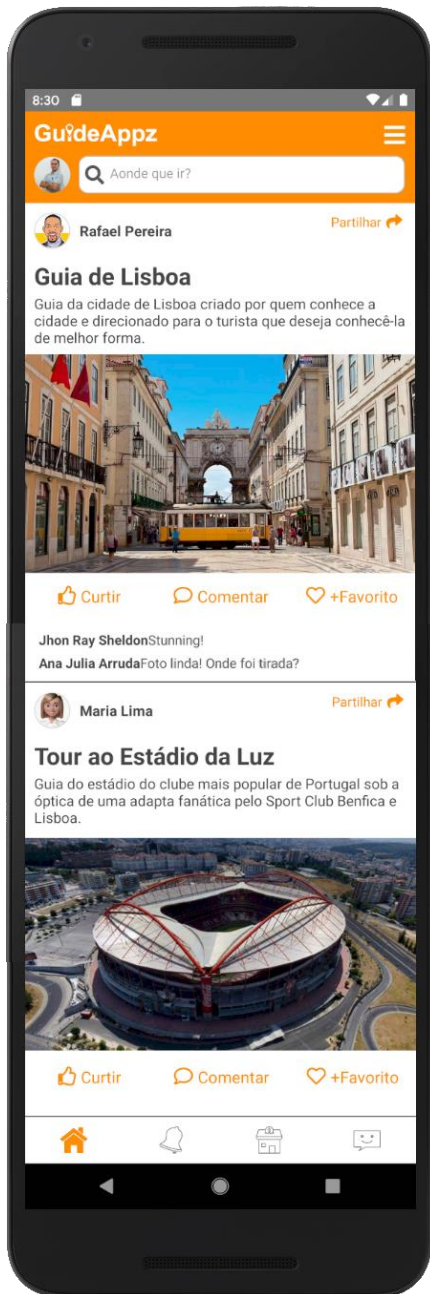 8:30
GuideAppz
Aonde que ir?
Rafael Pereira
Partilhar
Guia de Lisboa
Guia da cidade de Lisboa criado por quem conhece a
cidade e direcionado para o turista que deseja conhecê-la
de melhor forma.
Curtir
Comentar
+Favorito
Jhon Ray SheldonStunning!
Ana Julia ArrudaFoto linda! Onde foi tirada?
Maria Lima
Partilhar
Tour ao Estádio da Luz
Guia do estádio do clube mais popular de Portugal sob a
óptica de uma adapta fanática pelo Sport Club Benfica e
Lisboa.
Curtir
Comentar
+Favorito